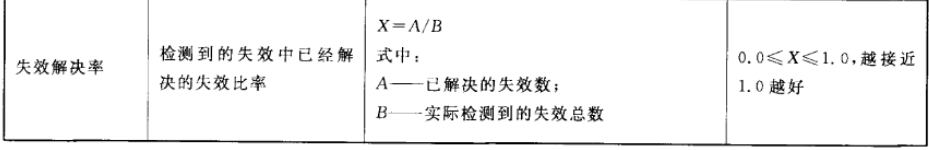 失效解决率
检测到的失效中已经解
决的失效比率
X=A/B
式中：
A——已解决的失效数；
B——实际检测到的失效总数
0.0≤X≤1.0,越接近
1.0 越好